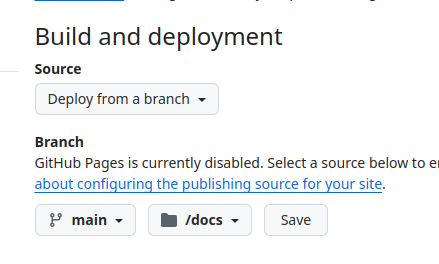 Build and deployment
Source
Deploy from a branch
Branch
GitHub Pages is currently disabled. Select a source below to
about configuring the publishing source for your site.
main /docs Save